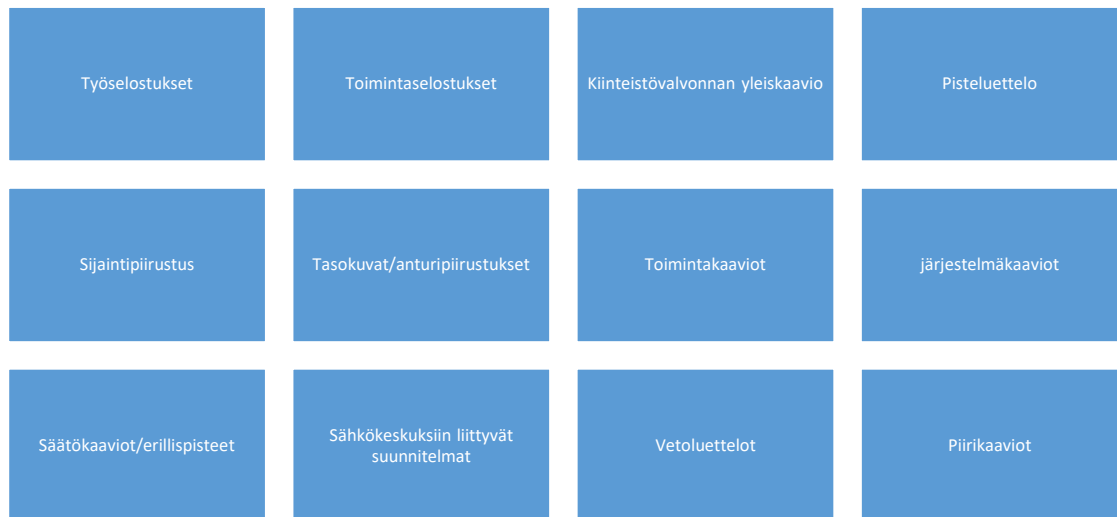 Työselostukset
Toimintaselostukset
Kiinteistövalvonnan yleiskaavio
Pisteluettelo
Sijaintipiirustus
Tasokuvat/anturipiirustukset
Toimintakaaviot
järjestelmäkaaviot
Säätökaaviot/erillispisteet
Sähkökeskuksiin liittyvät
suunnitelmat
Vetoluettelot
Piirikaaviot